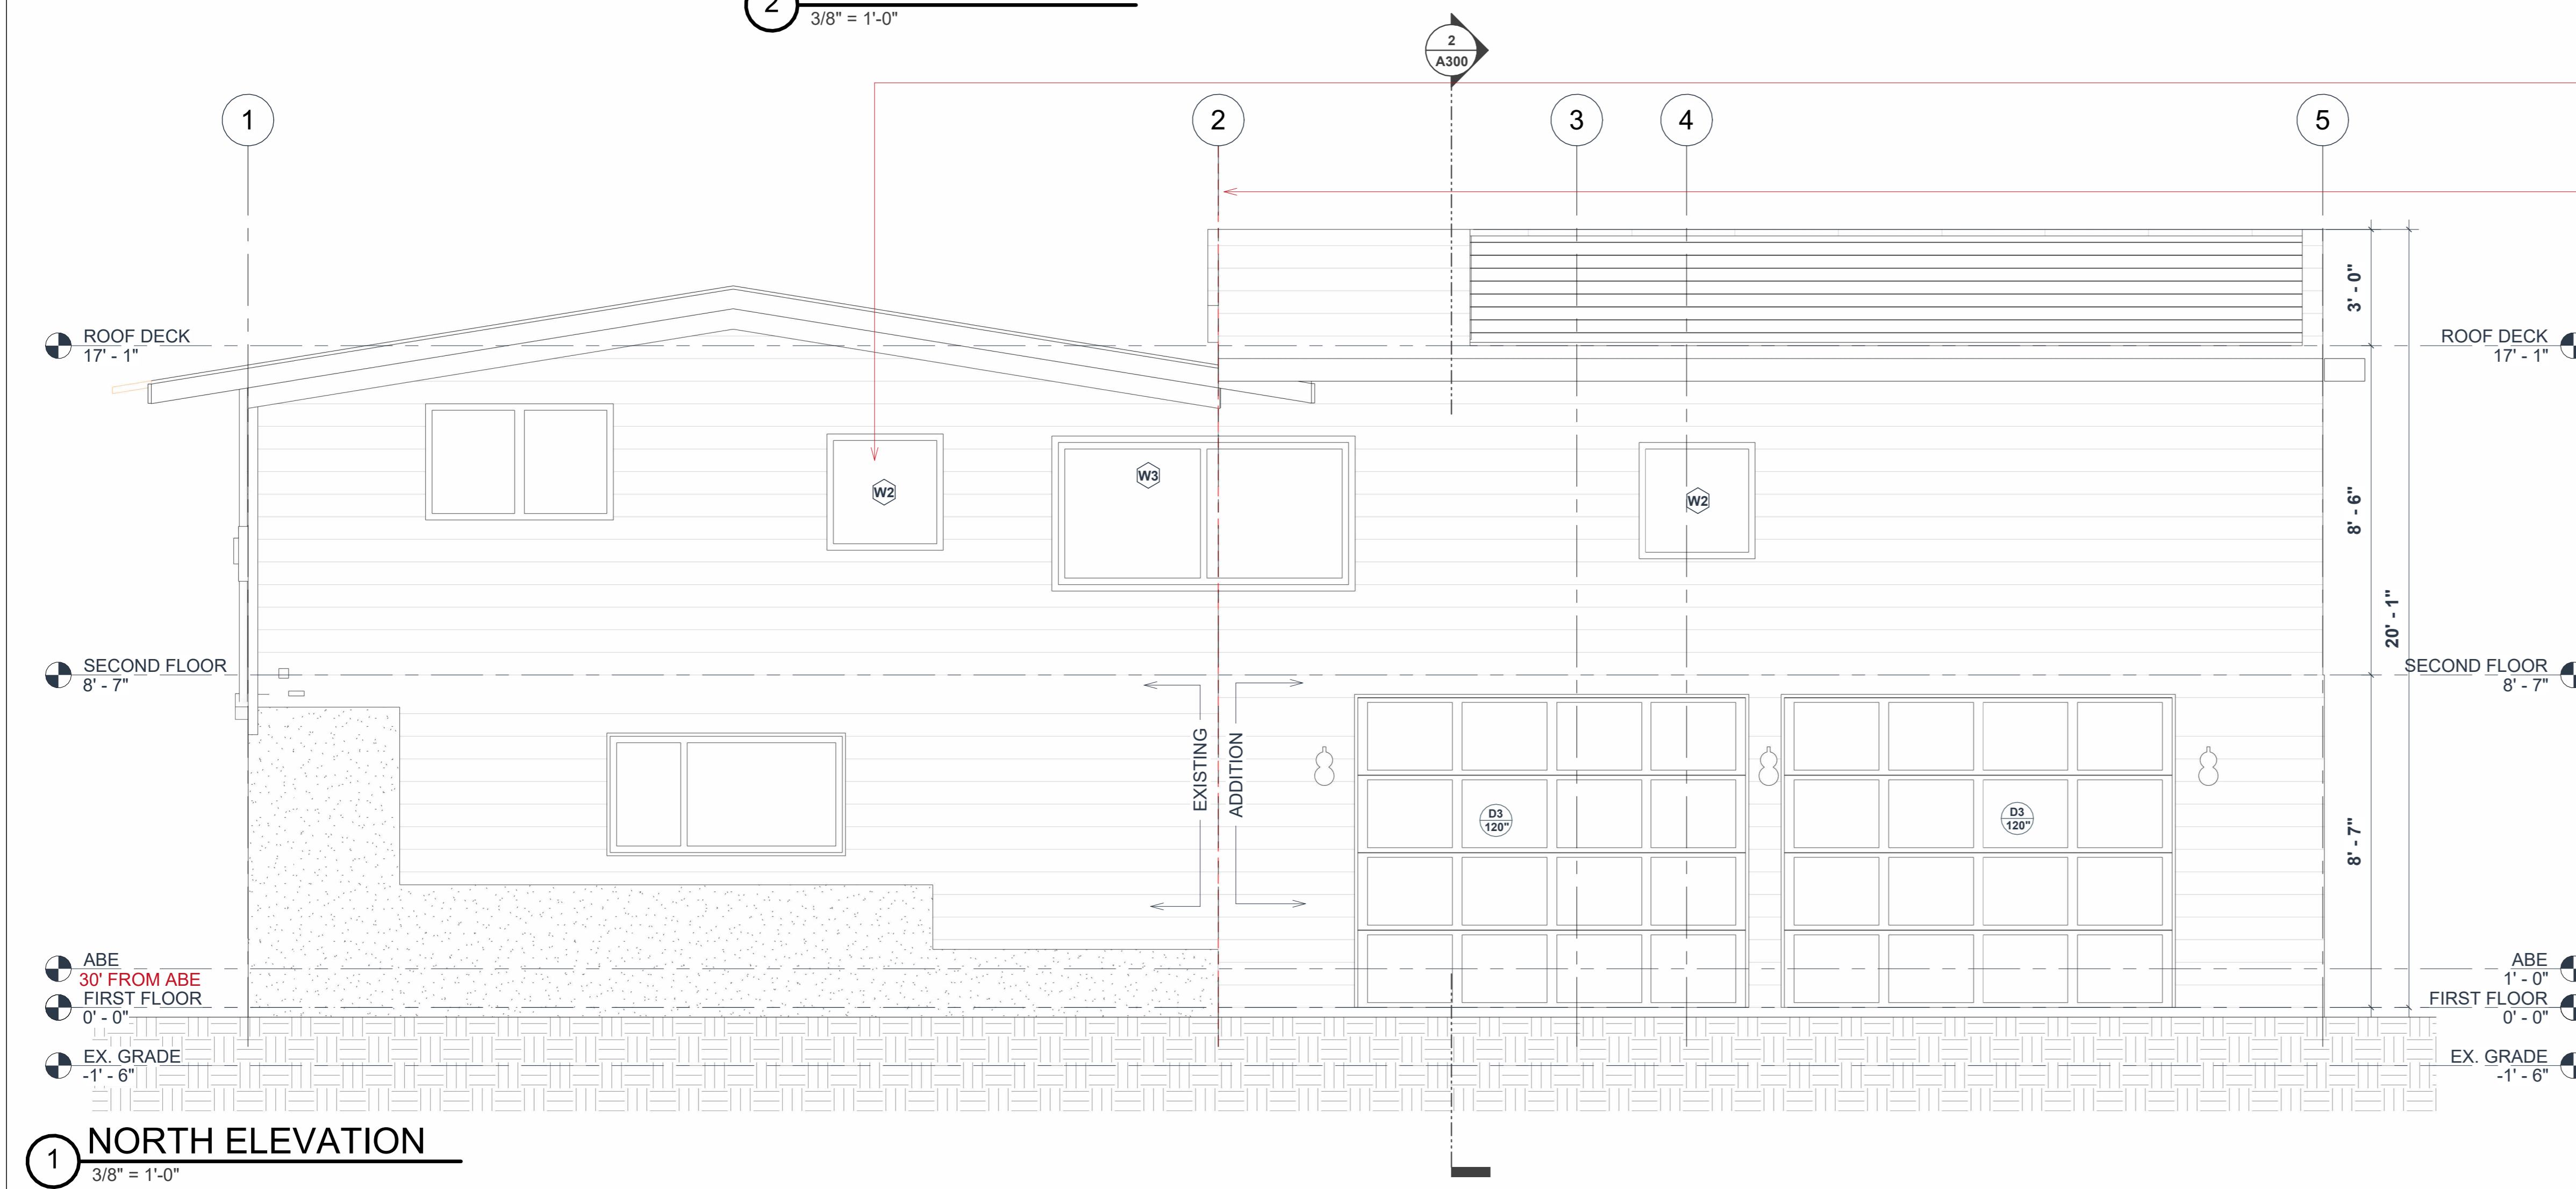 2
3/8" = 1'-0"
2
A300
1
2
3
4
5
3' - 0"
ROOF DECK
17' - 1"
ROOF DECK
17' - 1"
W2
W3
W2
8' - 6"
20' - 1"
SECOND FLOOR
8' - 7"
SECOND FLOOR
8' - 7"
EXISTING
ADDITION
D3
120"
D3
120"
8' - 7"
ABE
30' FROM ABE
FIRST FLOOR
0' - 0"
EX. GRADE
-1' - 6"
ABE
1' - 0"
FIRST FLOOR
0' - 0"
EX. GRADE
-1' - 6"
1
NORTH ELEVATION
3/8" = 1'-0"